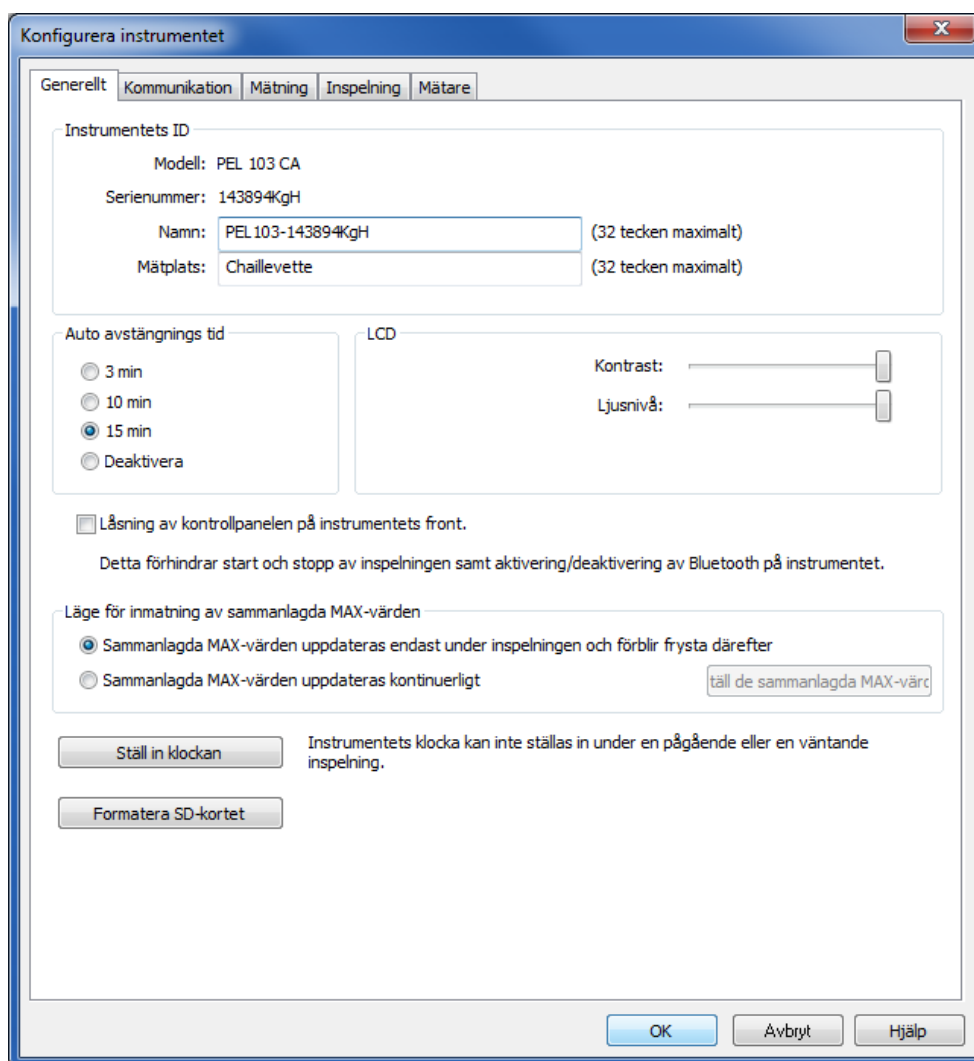 Konfigurera instrumentet
x
Generellt Kommunikation Mätning Inspelning Mätare
Instrumentets ID
Modell: PEL 103 CA
Serienummer: 143894KgH
Namn: PEL103-143894KgH (32 tecken maximalt)
Mätplats: Chaillevette (32 tecken maximalt)
Auto avstängnings tid
3 min
10 min
15 min
Deaktivera
LCD
Kontrast:
Ljusnivå:
Låsning av kontrollpanelen på instrumentets front.
Detta förhindrar start och stopp av inspelningen samt aktivering/deaktivering av Bluetooth på instrumentet.
Läge för inmatning av sammanlagda MAX-värden
Sammanlagda MAX-värden uppdateras endast under inspelningen och förblir frysta därefter
Sammanlagda MAX-värden uppdateras kontinuerligt täll de sammanlagda MAX-värd
Ställ in klockan
Instrumentets klocka kan inte ställas in under en pågående eller en väntande
inspelning.
Formatera SD-kortet
OK Avbryt Hjälp